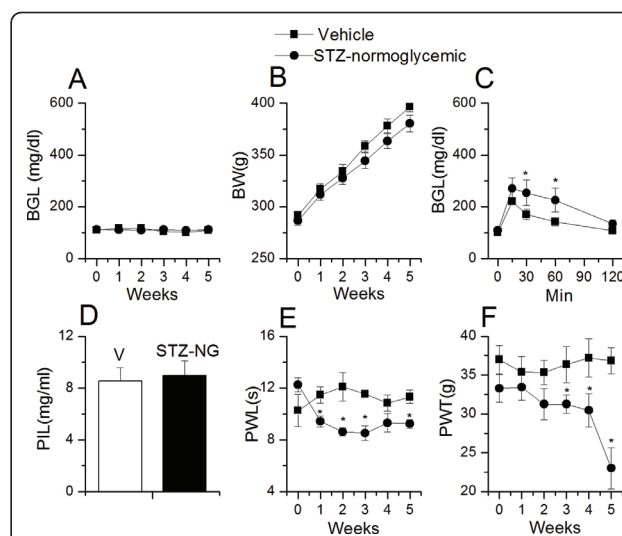 Vehicle
STZ-normoglycemic
A
B
C
600
400
200
0
BGL (mg/dl)
0 1 2 3 4 5
Weeks
400
350
300
250
BW(g)
0 1 2 3 4 5
Weeks
600
400
200
0
BGL(mg/dl)
* *
0 30 60 120
Min
D
E
F
12
9
6
3
0
PIL(mg/ml)
V
STZ-NG
16
12
8
4
PWL(s)
* * * *
0 1 2 3 4 5
Weeks
40
35
30
25
20
PWT(g)
* * *
0 1 2 3 4 5
Weeks